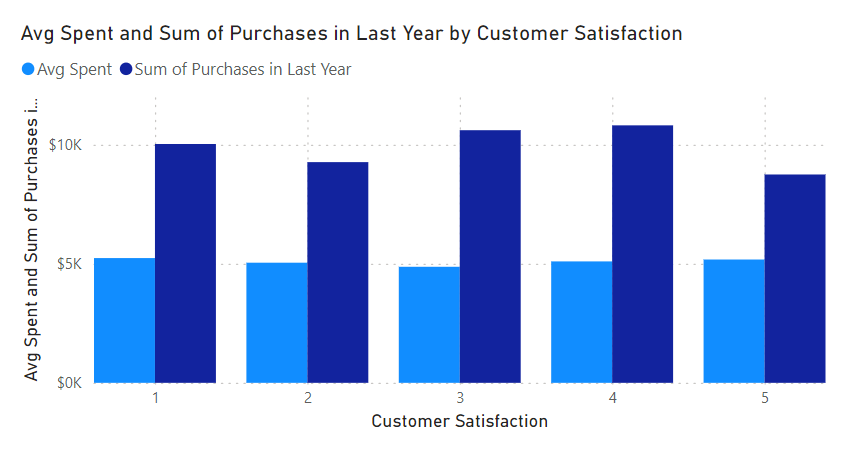 Avg Spent and Sum of Purchases in Last Year by Customer Satisfaction
Avg Spent Sum of Purchases in Last Year
Avg Spent and Sum of Purchases i...
$10K
$5K
$0K
1 2 3 4 5
Customer Satisfaction